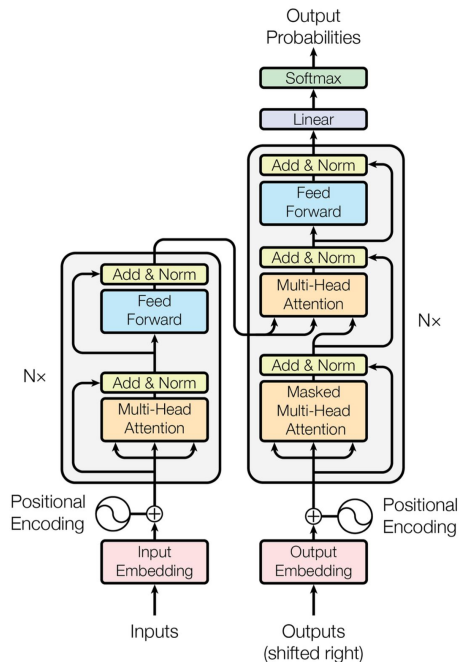 Output
Probabilities
Softmax
Linear
Add & Norm
Feed
Forward
Add & Norm
Multi-Head
Attention
Add & Norm
Masked
Multi-Head
Attention
N×
Add & Norm
Feed
Forward
Add & Norm
Multi-Head
Attention
N×
Positional
Encoding
Positional
Encoding
Input
Embedding
Output
Embedding
Inputs
Outputs
(shifted right)